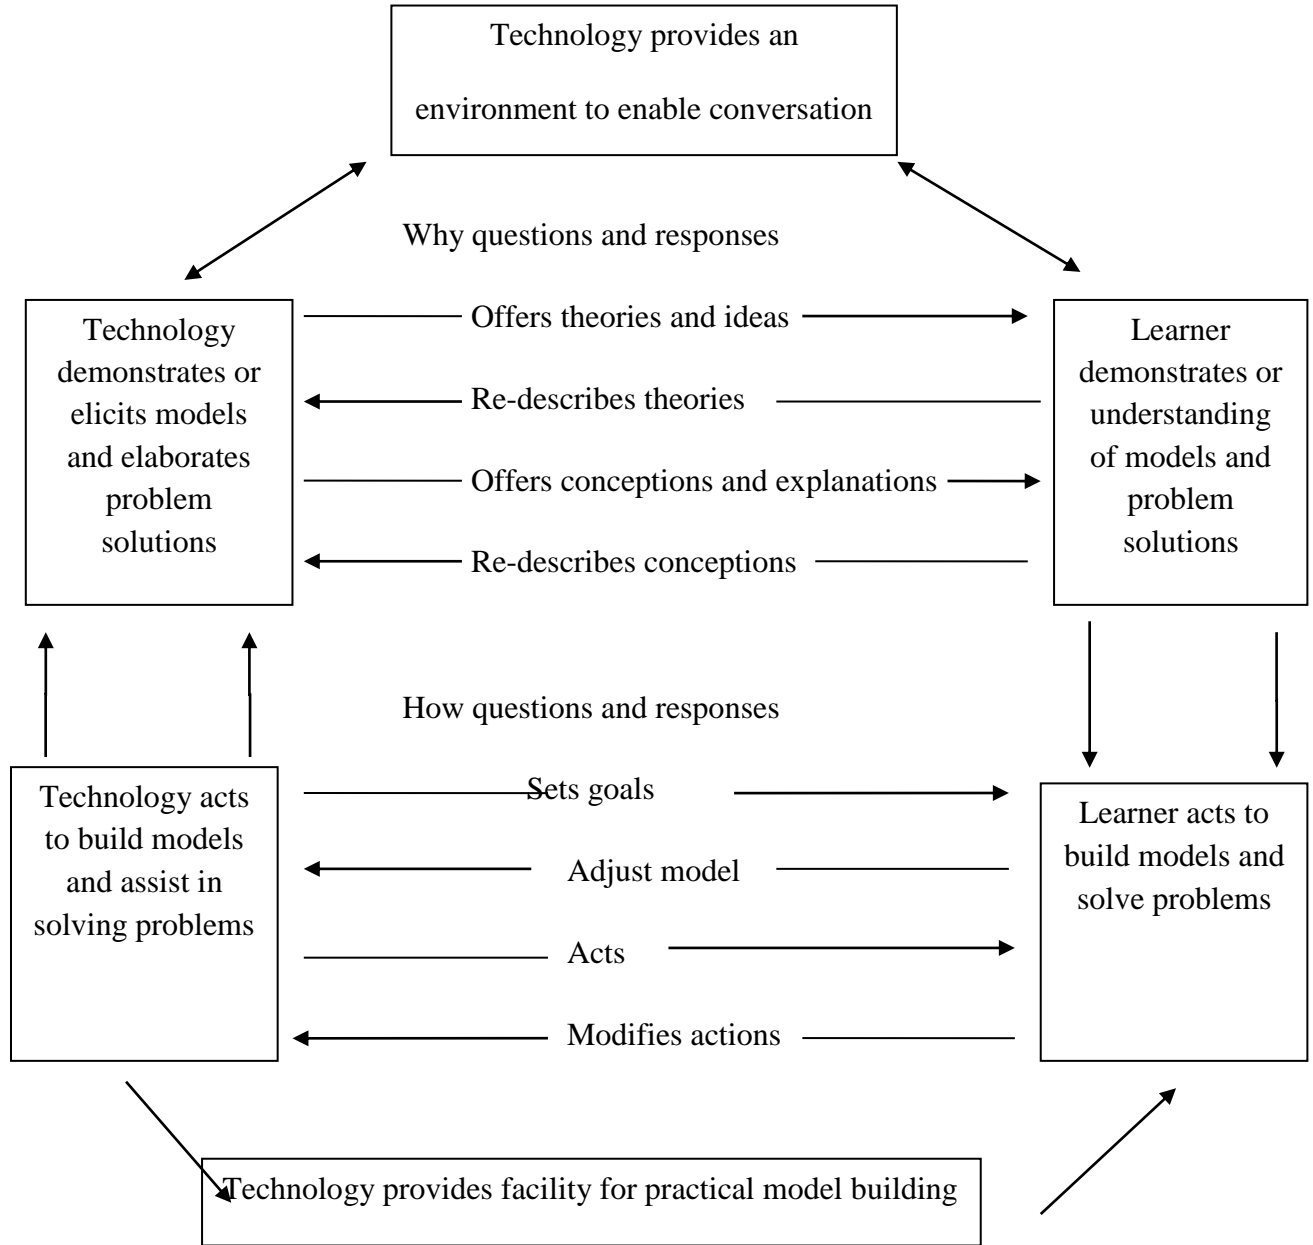 Technology provides an
environment to enable conversation
Why questions and responses
Technology
demonstrates or
elicits models
and elaborates
problem
solutions
Offers theories and ideas
Re-describes theories
Offers conceptions and explanations
Re-describes conceptions
Learner
demonstrates or
understanding
of models and
problem
solutions
How questions and responses
Technology acts
to build models
and assist in
solving problems
Sets goals
Adjust model
Acts
Modifies actions
Learner acts to
build models and
solve problems
Technology provides facility for practical model building